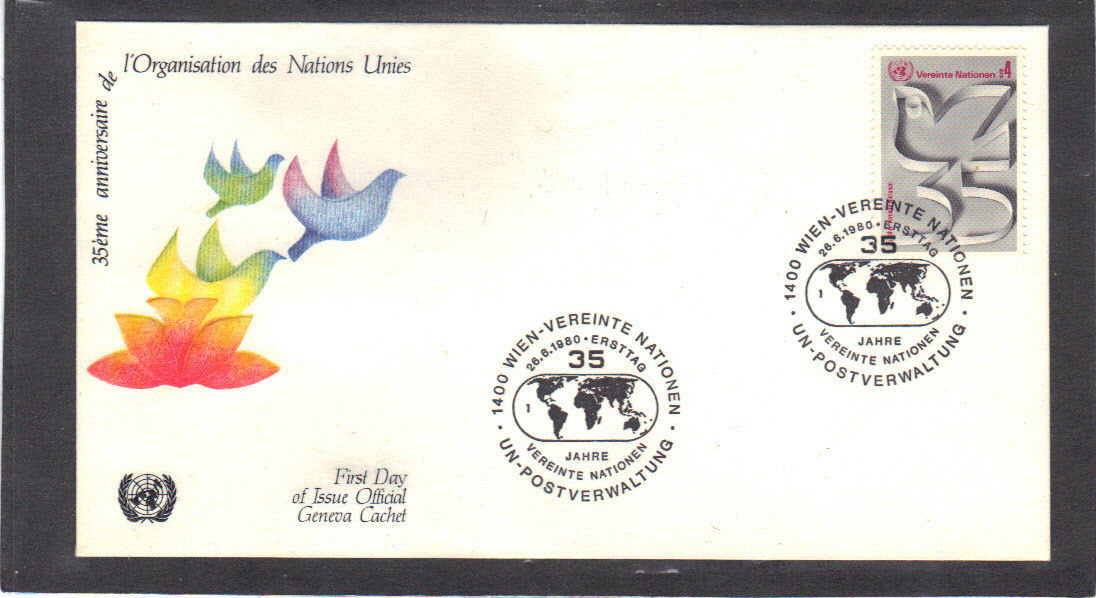 35ème anniversaire de
l'Organisation des Nations Unies
First Day
of Issue Official
Geneva Cachet
Vereinte Nationen S4
1400 WIEN-VEREINTE NATIONEN
26.6.1980 • ERSTTAG
35
1
JAHRE
VEREINTE NATIONEN
• UN-POSTVERWALTUNG •
1400 WIEN-VEREINTE NATIONEN
26.6.1980 • ERSTTAG
35
1
JAHRE
VEREINTE NATIONEN
• UN-POSTVERWALTUNG •